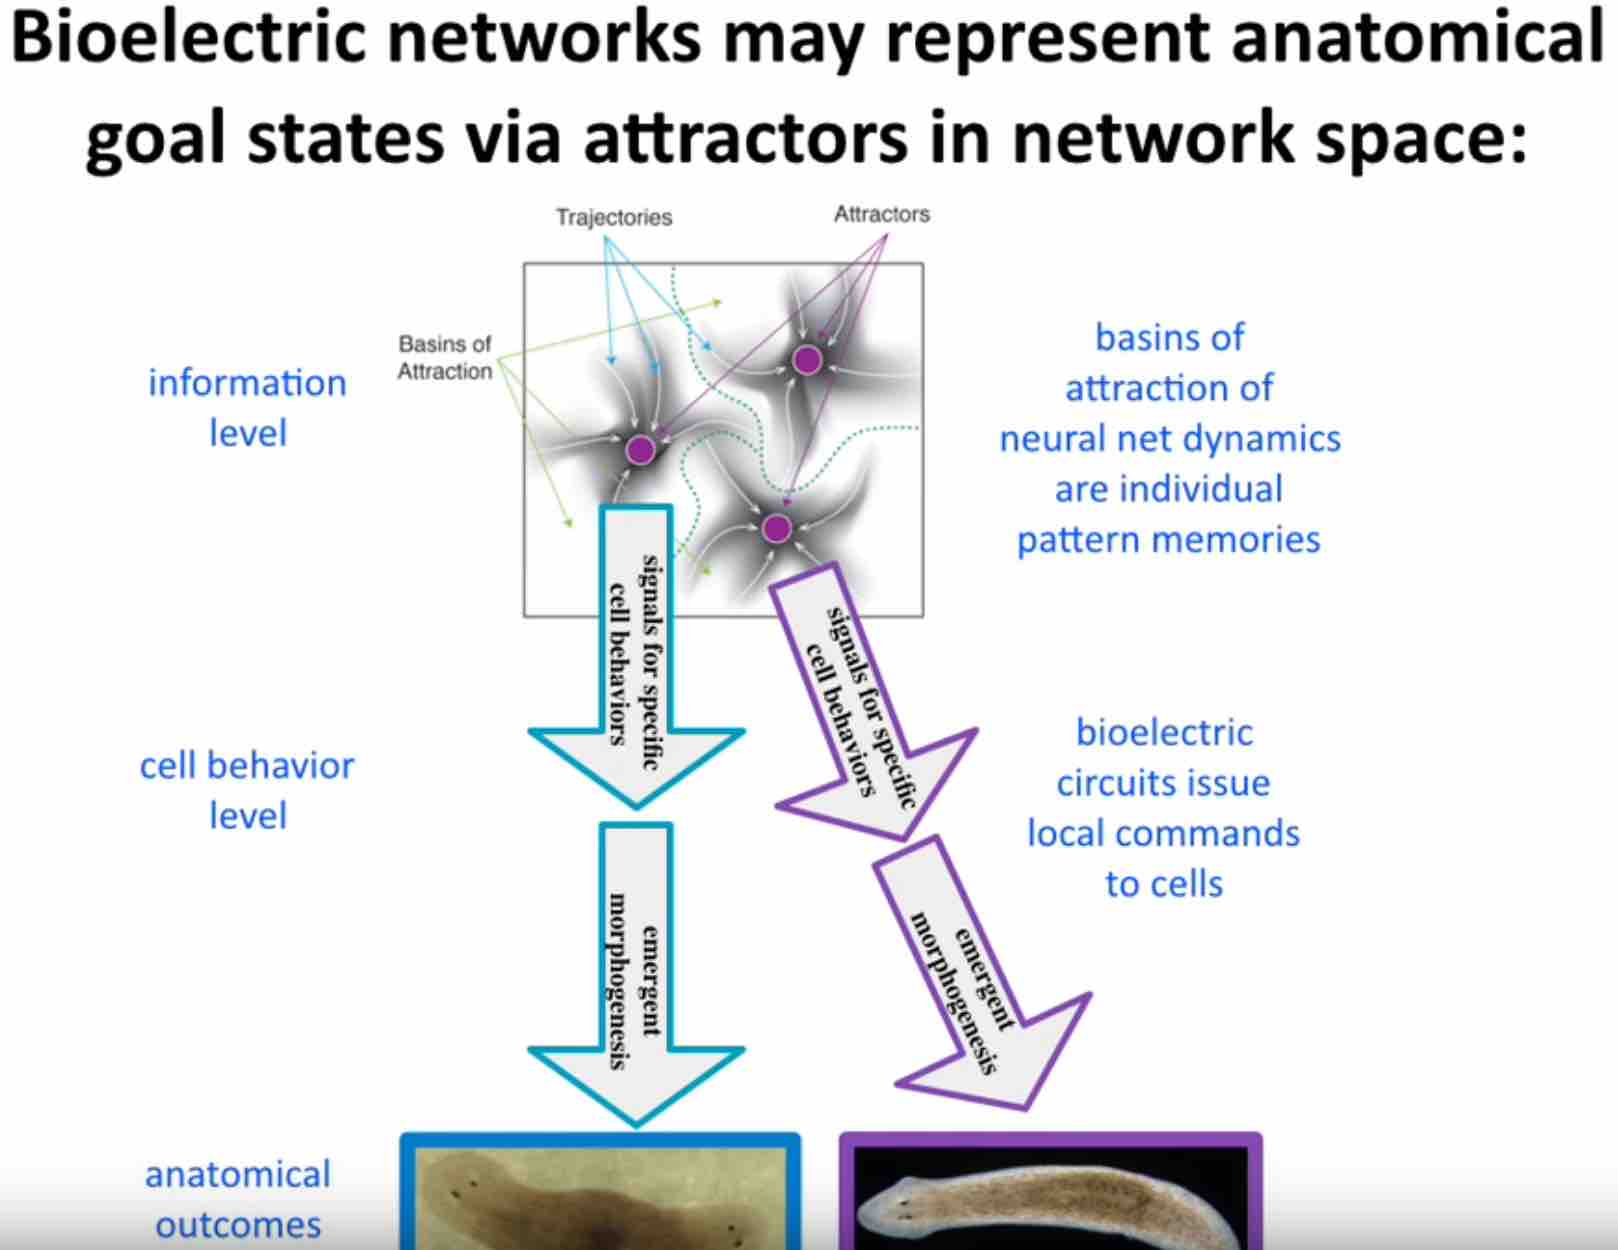 Bioelectric networks may represent anatomical
goal states via attractors in network space:
Trajectories
Attractors
Basins of
Attraction
information
level
basins of
attraction of
neural net dynamics
are individual
pattern memories
signals for specific
cell behaviors
signals for specific
cell behaviors
cell behavior
level
bioelectric
circuits issue
local commands
to cells
emergent
morphogenesis
emergent
morphogenesis
anatomical
outcomes